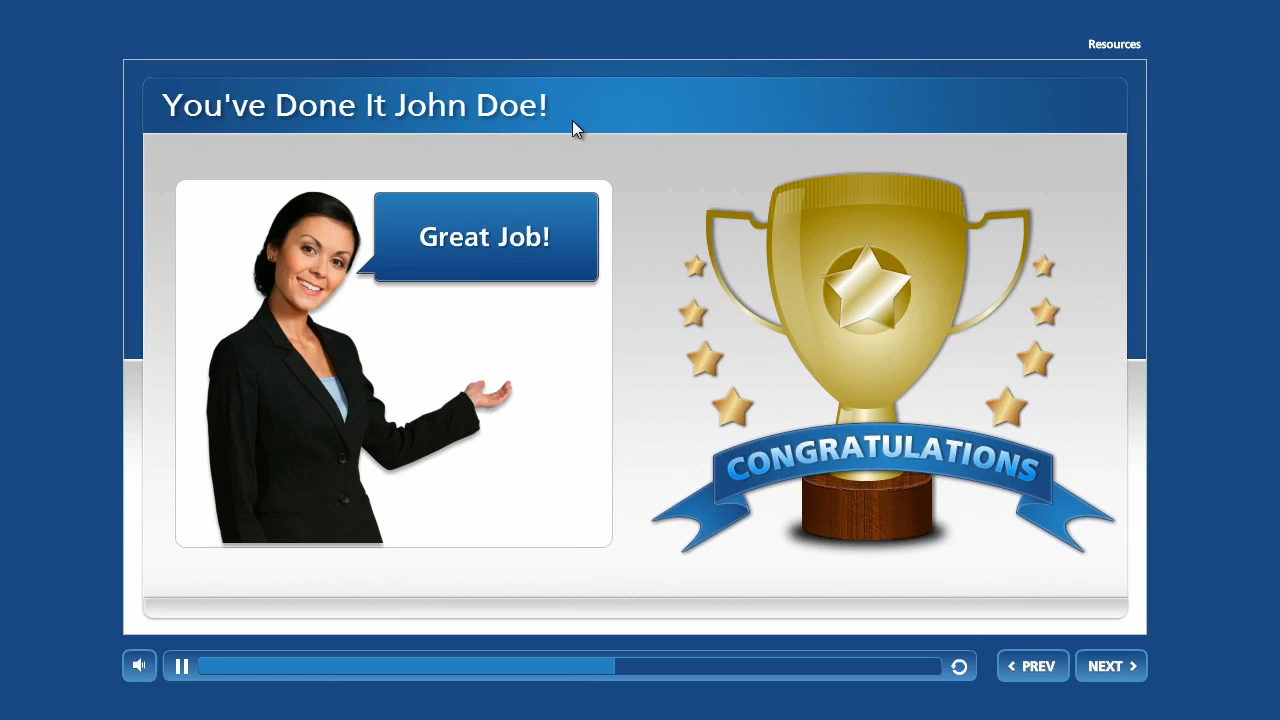 Resources
You've Done It John Doe!
Great Job!
CONGRATULATIONS
PREV
NEXT